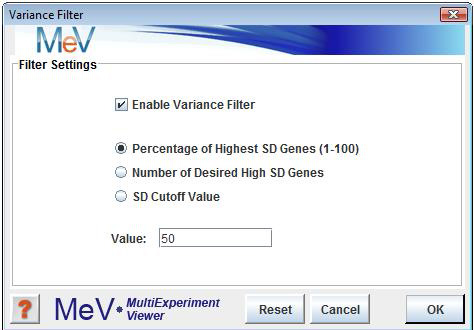 Variance Filter
MeV
Filter Settings
Enable Variance Filter
Percentage of Highest SD Genes (1-100)
Number of Desired High SD Genes
SD Cutoff Value
Value: 50
? MeV MultiExperiment
Viewer
Reset Cancel OK